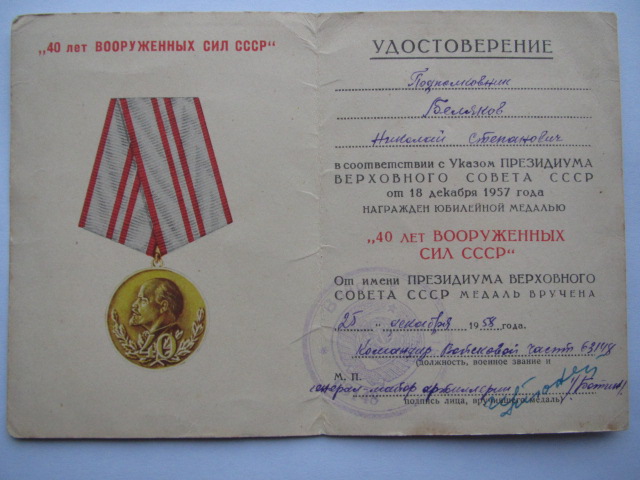 „40 лет ВООРУЖЕННЫХ СИЛ СССР“
40
УДОСТОВЕРЕНИЕ
Подполковник
Беляков
Николай Степанович
в соответствии с Указом ПРЕЗИДИУМА
ВЕРХОВНОГО СОВЕТА СССР
от 18 декабря 1957 года
НАГРАЖДЕН ЮБИЛЕЙНОЙ МЕДАЛЬЮ
„40 ЛЕТ ВООРУЖЕННЫХ
СИЛ СССР“
От имени ПРЕЗИДИУМА ВЕРХОВНОГО
СОВЕТА СССР МЕДАЛЬ ВРУЧЕНА
„25“ декабря 1958 года.
Командир Войсковой части
(должность, военное звание и
М. П.
генерал-майор артиллерии
подпись лица, вручившего медаль)